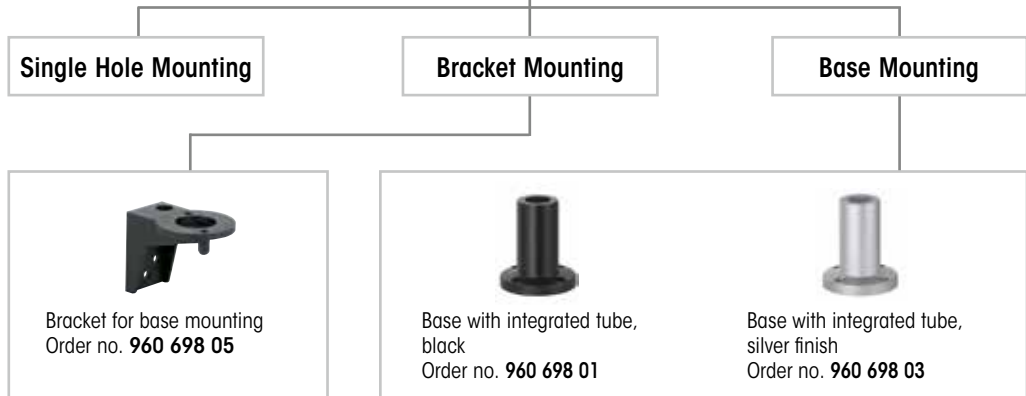 Single Hole Mounting
Bracket Mounting
Base Mounting
Bracket for base mounting
Order no. 960 698 05
Base with integrated tube,
black
Order no. 960 698 01
Base with integrated tube,
silver finish
Order no. 960 698 03